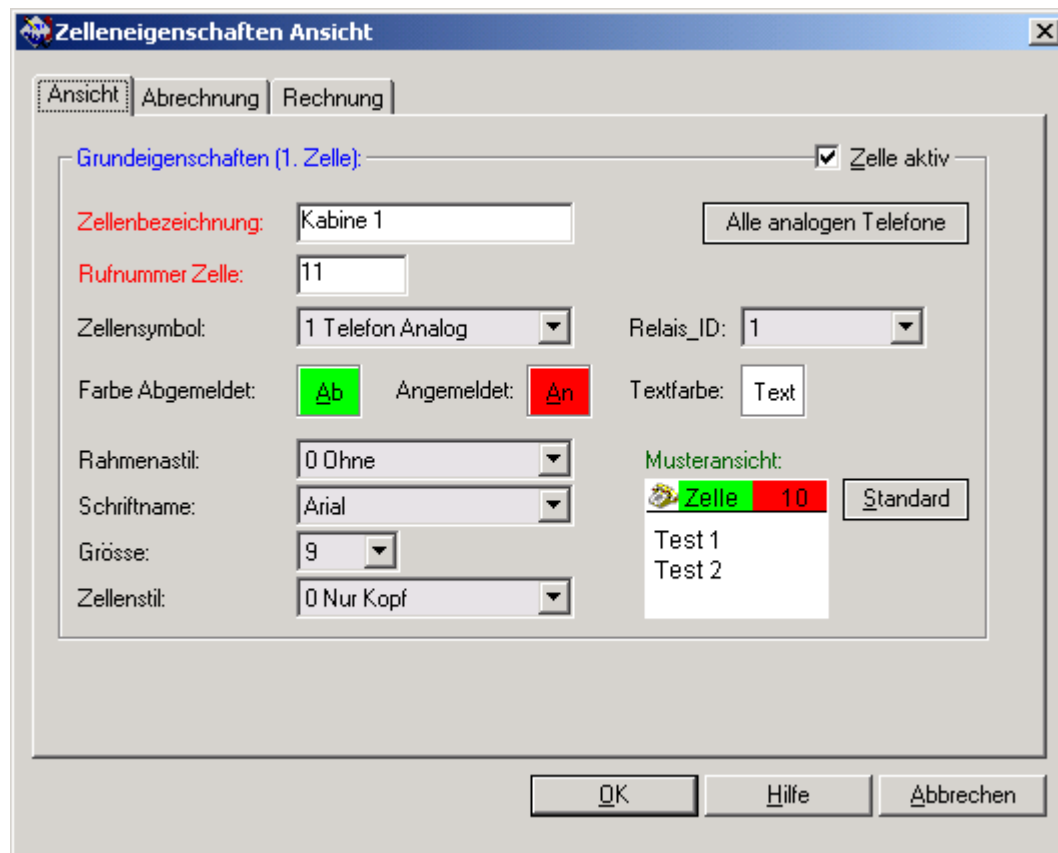 Zelleneigenschaften Ansicht
Ansicht Abrechnung Rechnung
Grundeigenschaften (1. Zelle): Zelle aktiv
Zellenbezeichnung: Kabine 1 Alle analogen Telefone
Rufnummer Zelle: 11
Zellensymbol: 1 Telefon Analog Relais_ID: 1
Farbe Abgemeldet: Ab Angemeldet: An Textfarbe: Text
Rahmenastil: 0 Ohne Musteransicht:
Schriftname: Arial Zelle 10 Standard
Grösse: 9 Test 1
Test 2
Zellenstil: 0 Nur Kopf
OK Hilfe Abbrechen